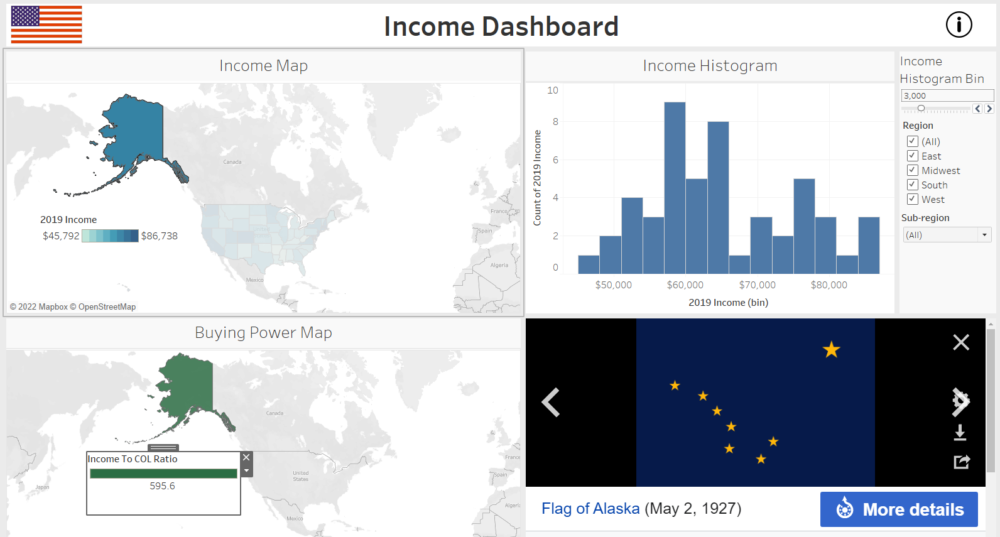 Income Dashboard
Income Map
Canada
United
Mexico
France
Spain
Algeria
2019 Income
$45,792
$86,738
© 2022 Mapbox © OpenStreetMap
Income Histogram
Count of 2019 Income
10
8
6
4
2
0
$50,000
$60,000
$70,000
$80,000
2019 Income (bin)
Income
Histogram Bin
3,000
Region
(All)
East
Midwest
South
West
Sub-region
(All)
Buying Power Map
Canada
United
States
Mexico
Japan
France
Spain
Algeria
Income To COL Ratio
595.6
Flag of Alaska (May 2, 1927)
More details